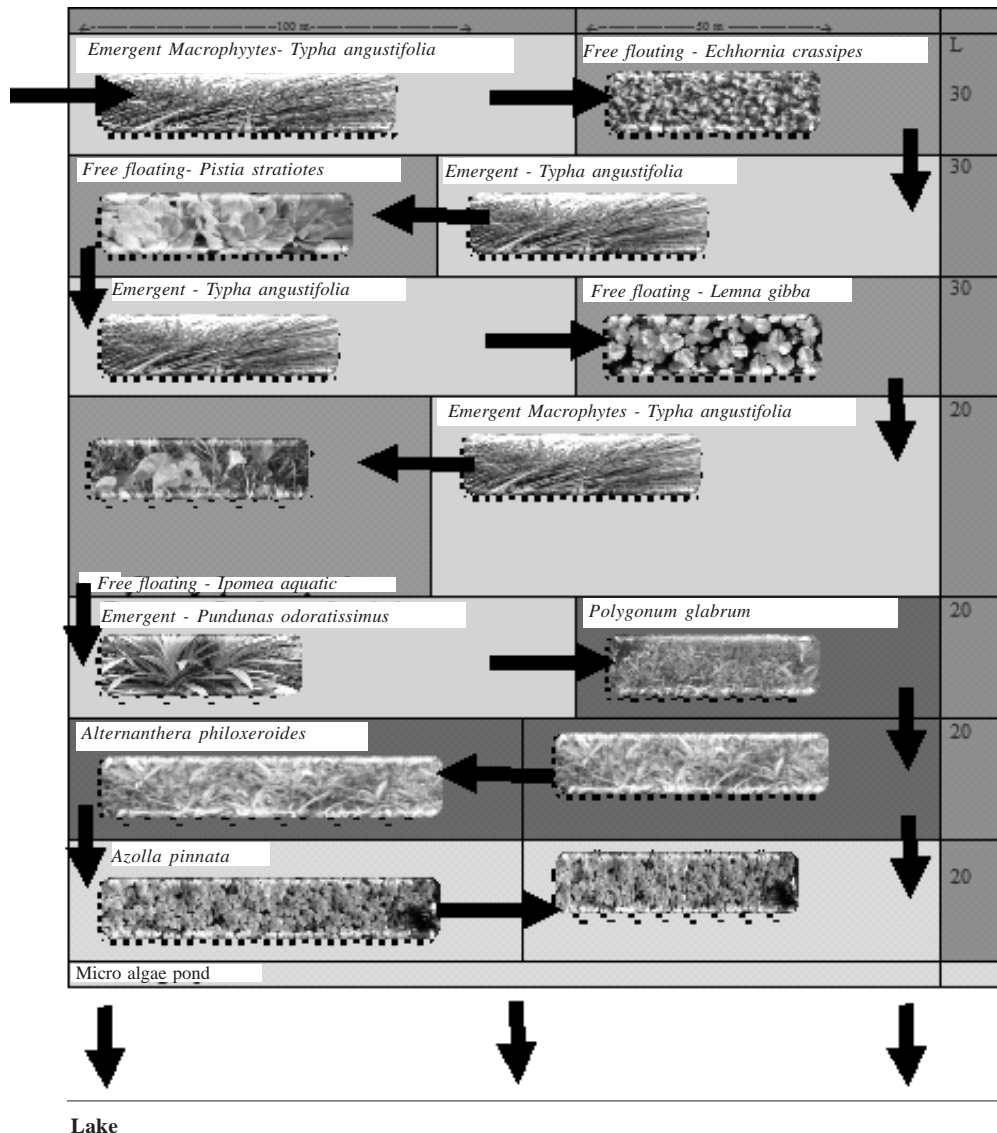 100 m
50 m
L
Emergent Macrophyytes- Typha angustifolia
Free flouting - Echhornia crassipes
30
Free floating- Pistia stratiotes
Emergent - Typha angustifolia
30
Emergent - Typha angustifolia
Free floating - Lemna gibba
30
Emergent Macrophytes - Typha angustifolia
20
Free floating - Ipomea aquatic
Emergent - Pundunas odoratissimus
Polygonum glabrum
20
Alternanthera philoxeroides
20
Azolla pinnata
20
Micro algae pond
Lake